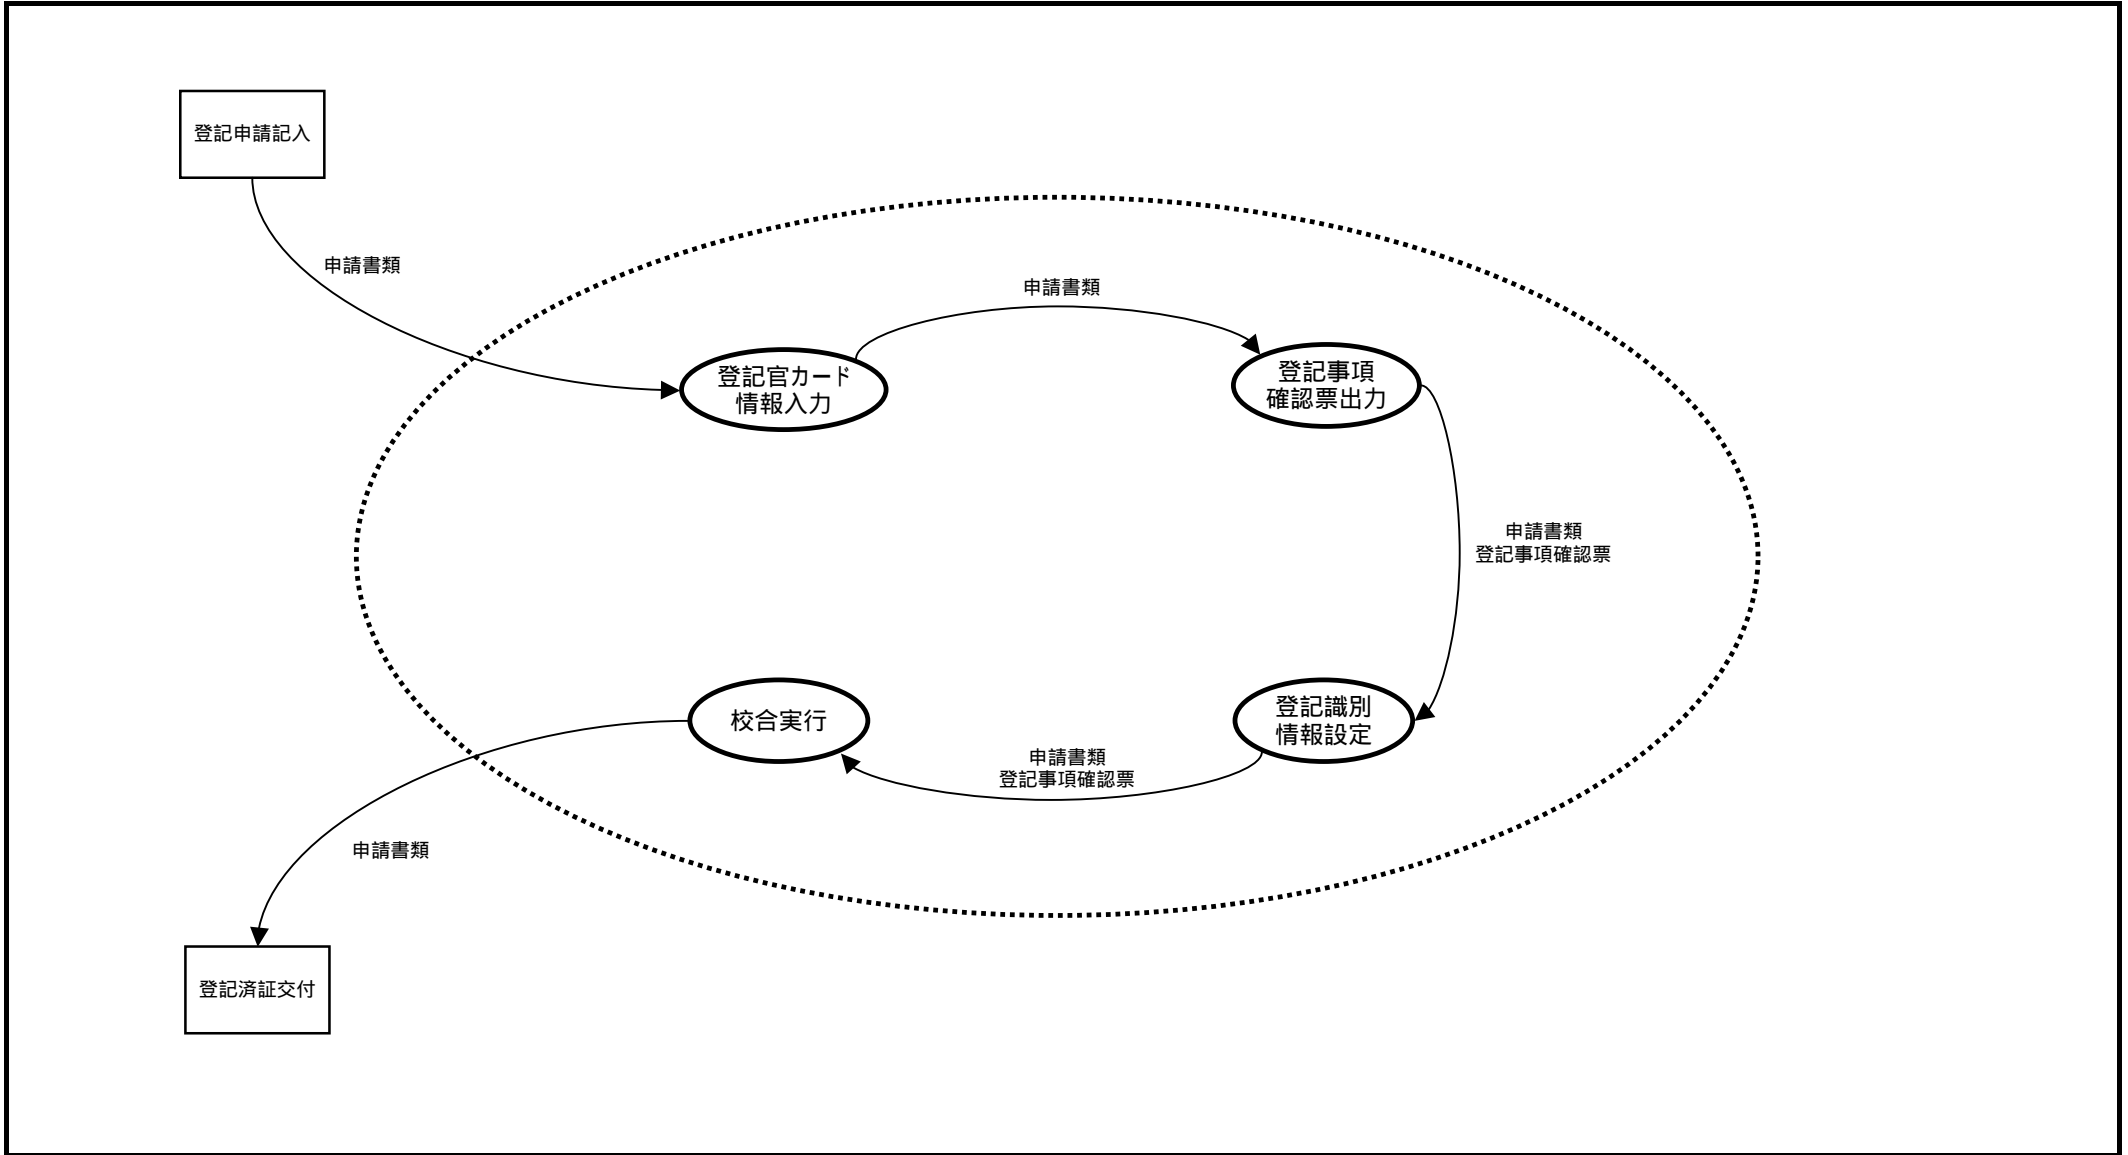 登記申請記入
申請書類
申請書類
登記官カード
情報入力
登記事項
確認票出力
申請書類
登記事項確認票
登記識別
情報設定
校合実行
申請書類
登記事項確認票
申請書類
登記済証交付